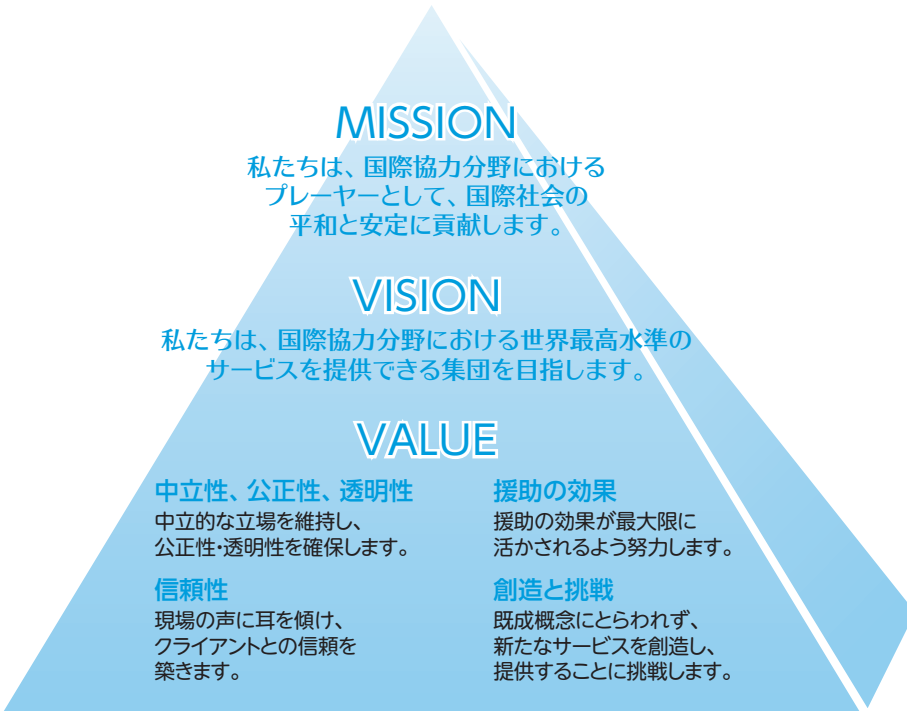 MISSION
私たちは、国際協力分野における
プレーヤーとして、国際社会の
平和と安定に貢献します。
VISION
私たちは、国際協力分野における世界最高水準の
サービスを提供できる集団を目指します。
VALUE
中立性、公正性、透明性
中立的な立場を維持し、
公正性・透明性を確保します。
信頼性
現場の声に耳を傾け、
クライアントとの信頼を
築きます。
援助の効果
援助の効果が最大限に
活かされるよう努力します。
創造と挑戦
既成概念にとらわれず、
新たなサービスを創造し、
提供することに挑戦します。